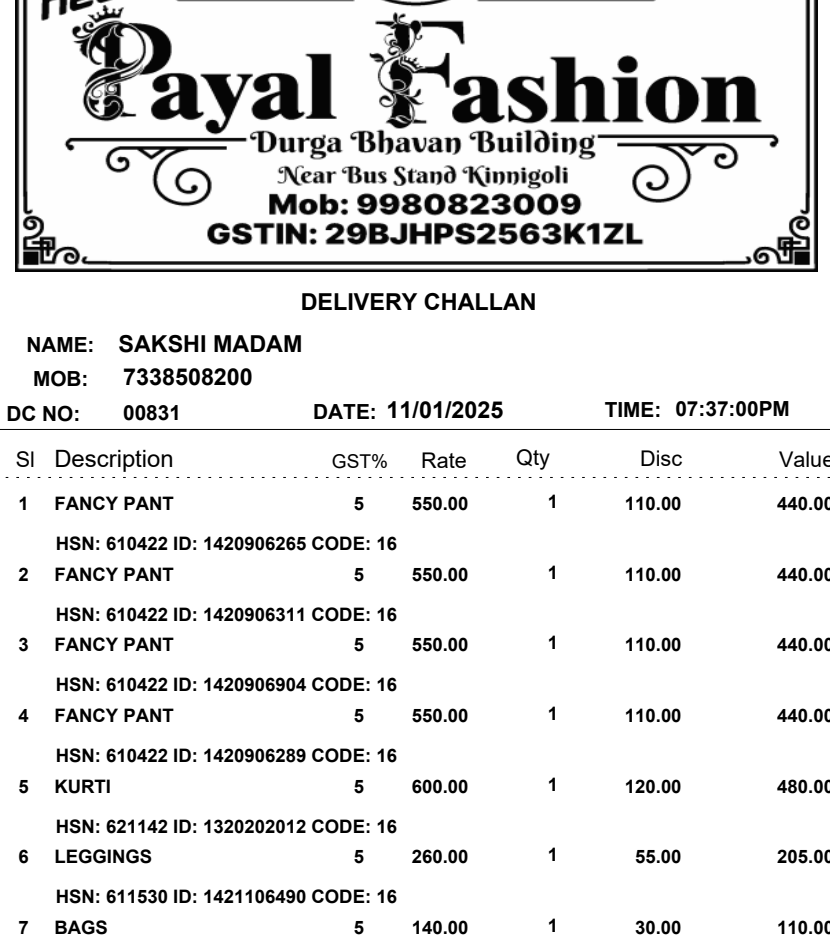 Payal Fashion
Durga Bhavan Building
Near Bus Stand Kinnigoli
Mob: 9980823009
GSTIN: 29BJHPS2563K1ZL
DELIVERY CHALLAN
NAME: SAKSHI MADAM
MOB: 7338508200
DC NO: 00831 DATE: 11/01/2025 TIME: 07:37:00PM
Sl Description GST% Rate Qty Disc Value
1 FANCY PANT 5 550.00 1 110.00 440.00
HSN: 610422 ID: 1420906265 CODE: 16
2 FANCY PANT 5 550.00 1 110.00 440.00
HSN: 610422 ID: 1420906311 CODE: 16
3 FANCY PANT 5 550.00 1 110.00 440.00
HSN: 610422 ID: 1420906904 CODE: 16
4 FANCY PANT 5 550.00 1 110.00 440.00
HSN: 610422 ID: 1420906289 CODE: 16
5 KURTI 5 600.00 1 120.00 480.00
HSN: 621142 ID: 1320202012 CODE: 16
6 LEGGINGS 5 260.00 1 55.00 205.00
HSN: 611530 ID: 1421106490 CODE: 16
7 BAGS 5 140.00 1 30.00 110.00